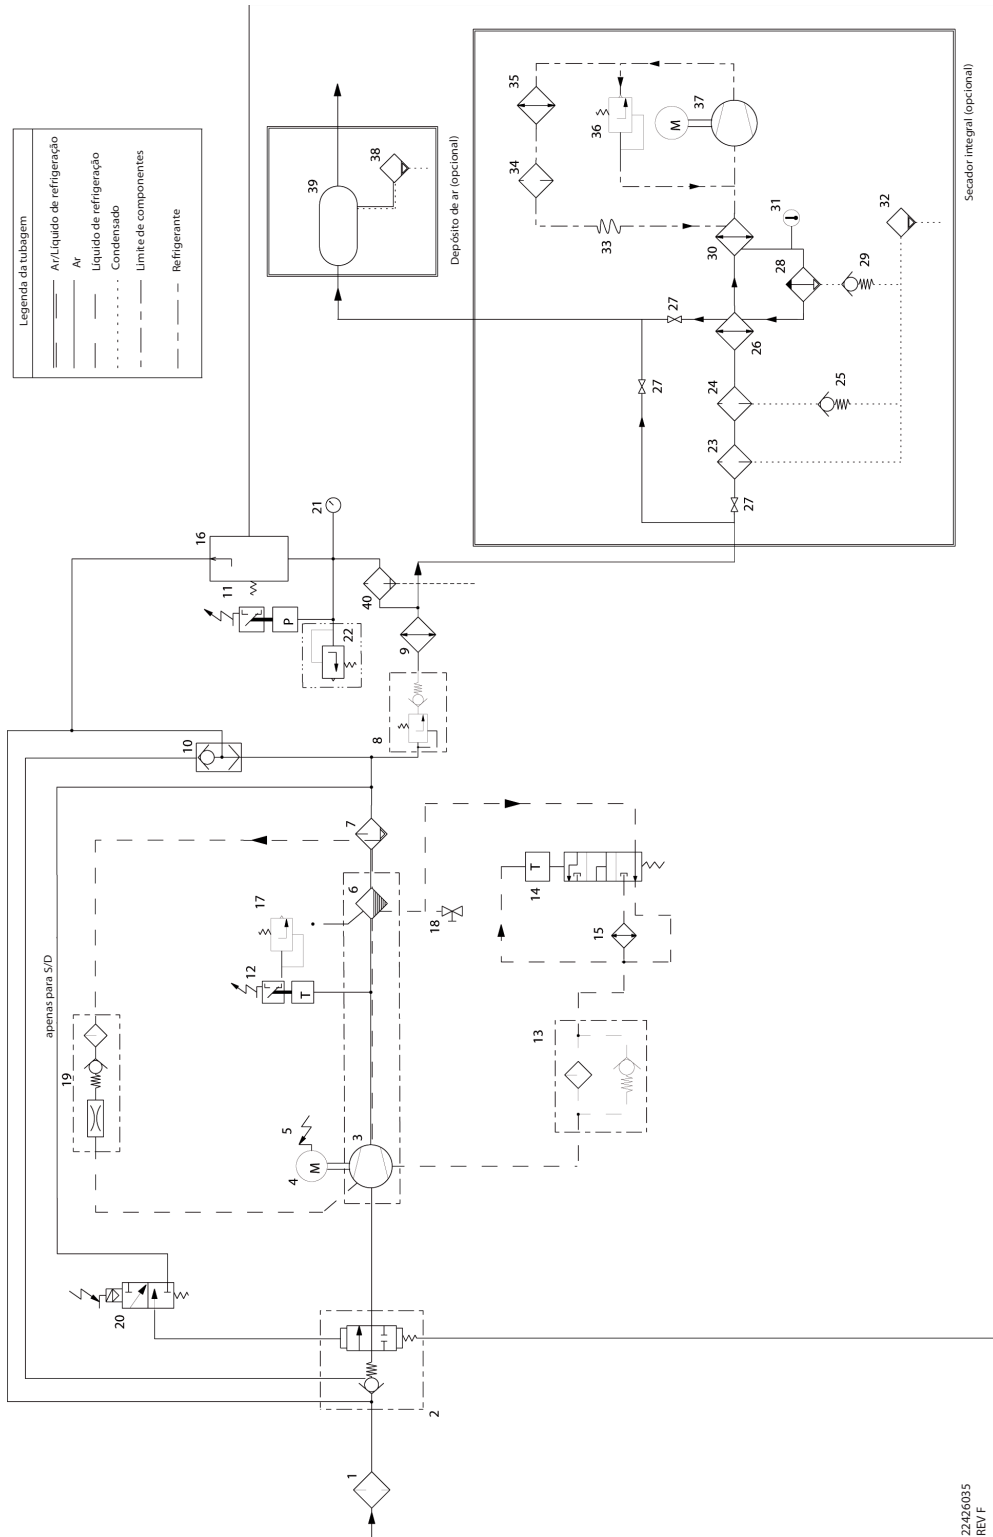 Legenda da tubagem
Ar/Líquido de refrigeração
Ar
Líquido de refrigeração
Condensado
Limite de componentes
Refrigerante
1
2
3
4
M
5
6
7
8
9
10
11
12
T
13
14
T
15
16
17
18
19
20
apenas para S/D
21
22
P
40
23
24
25
26
27
27
27
28
29
30
31
32
33
34
35
36
37
M
Secador integral (opcional)
38
39
Depósito de ar (opcional)
22426035
REV F